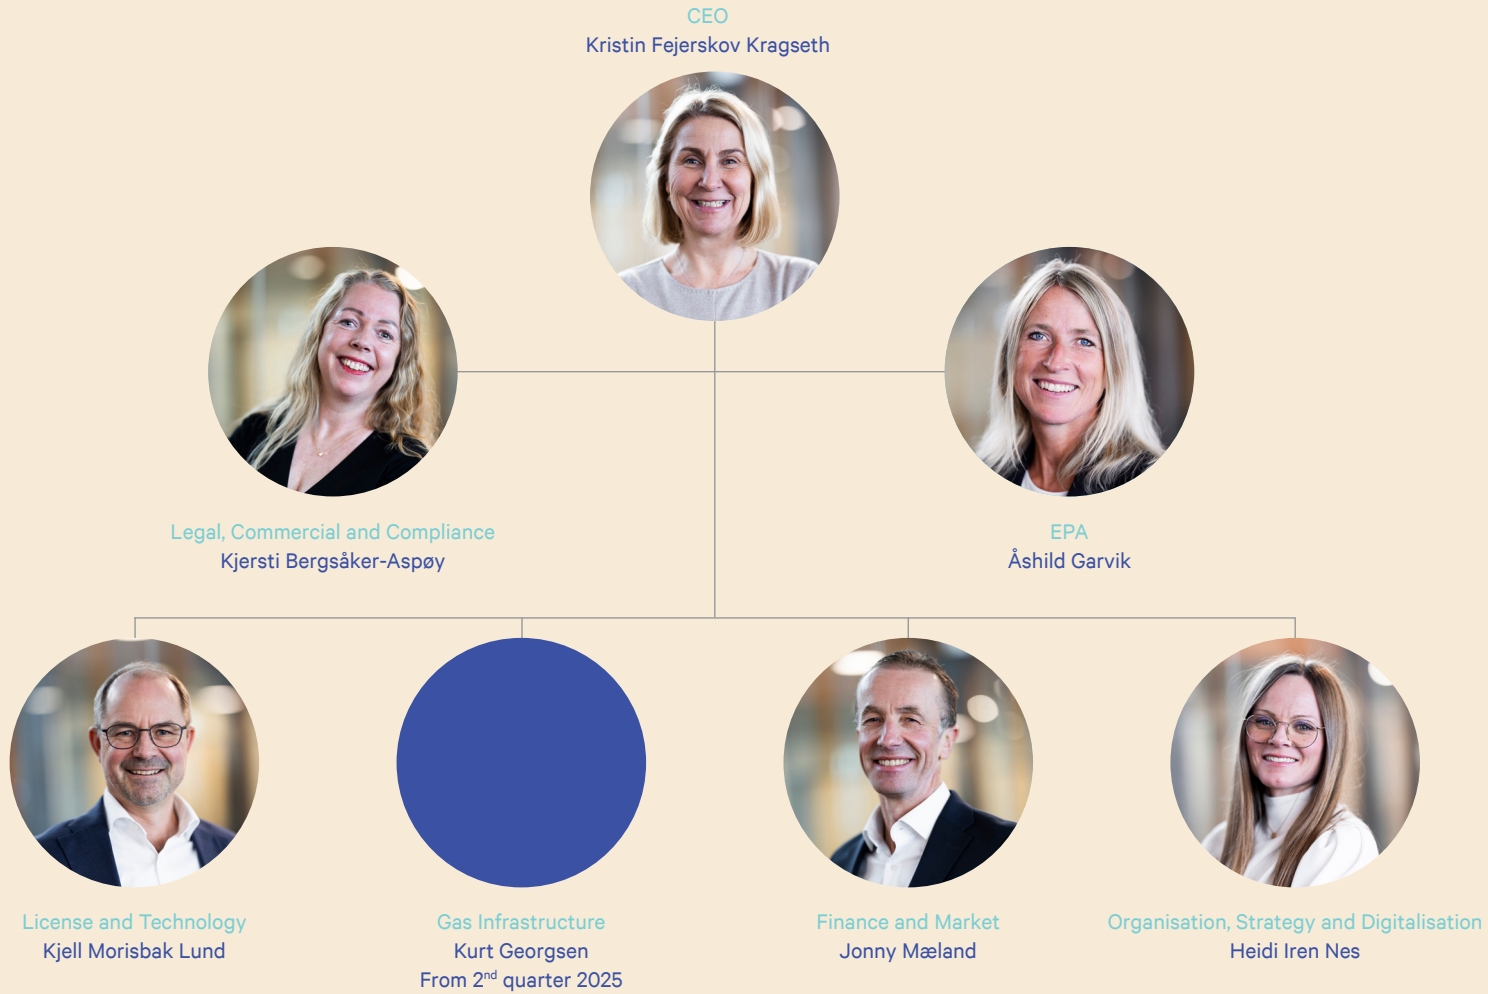 CEO
Kristin Fejerskov Kragseth
Legal, Commercial and Compliance
Kjersti Bergsåker-Aspøy
EPA
Åshild Garvik
License and Technology
Kjell Morisbak Lund
Gas Infrastructure
Kurt Georgsen
From 2nd quarter 2025
Finance and Market
Jonny Mæland
Organisation, Strategy and Digitalisation
Heidi Iren Nes